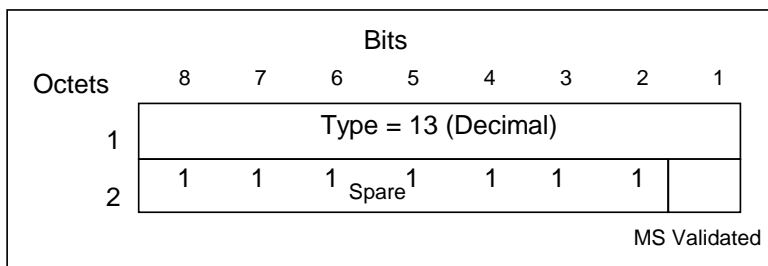 Bits
Octets 8 7 6 5 4 3 2 1
1 Type = 13 (Decimal)
2 1 1 1 Spare 1 1 1 1
MS Validated